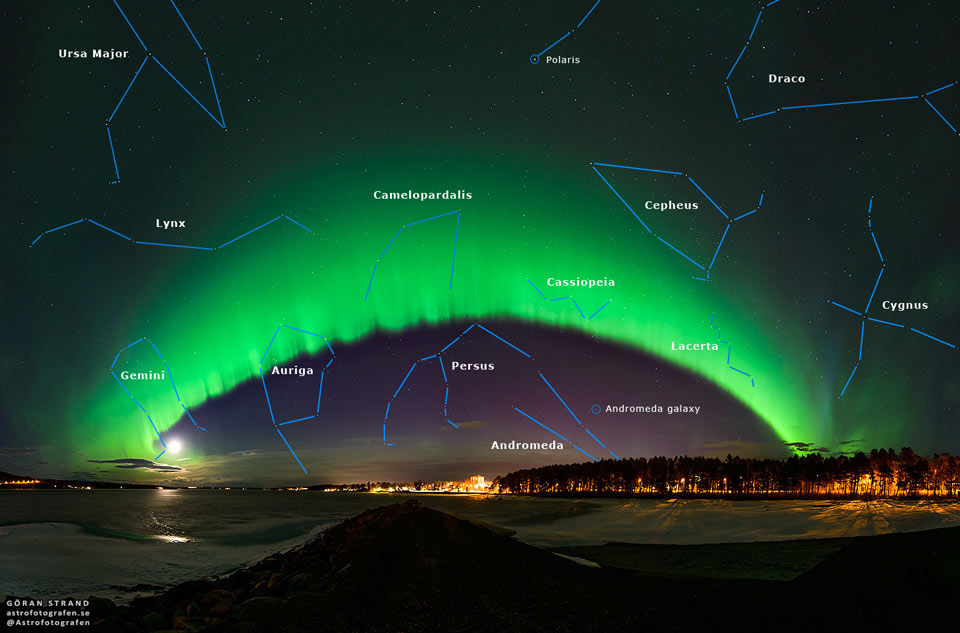 Ursa Major
Polaris
Draco
Camelopardalis
Cepheus
Lynx
Cassiopeia
Cygnus
Lacerta
Gemini
Auriga
Persus
Andromeda galaxy
Andromeda
GÖRAN STRAND
astrofotografen.se
@Astrofotografen